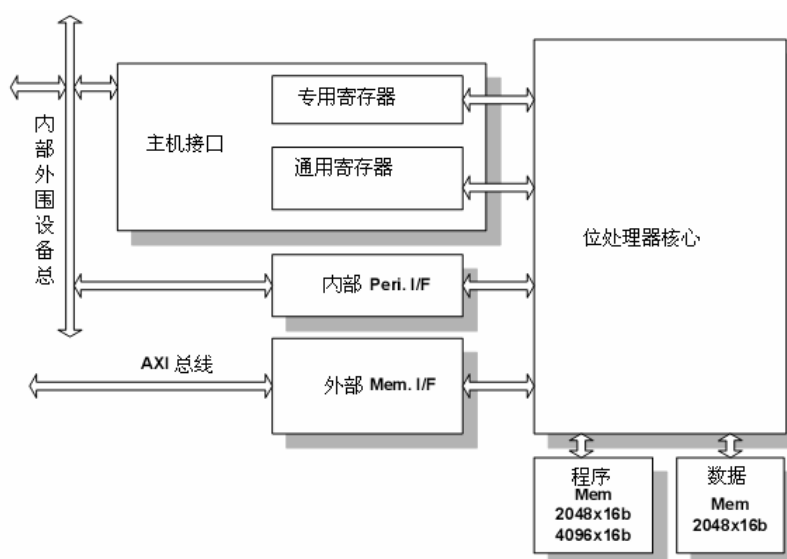 内部外围设备总
主机接口
专用寄存器
通用寄存器
位处理器核心
内部 Peri. I/F
AXI 总线
外部 Mem. I/F
程序
Mem
2048x16b
4096x16b
数据
Mem
2048x16b